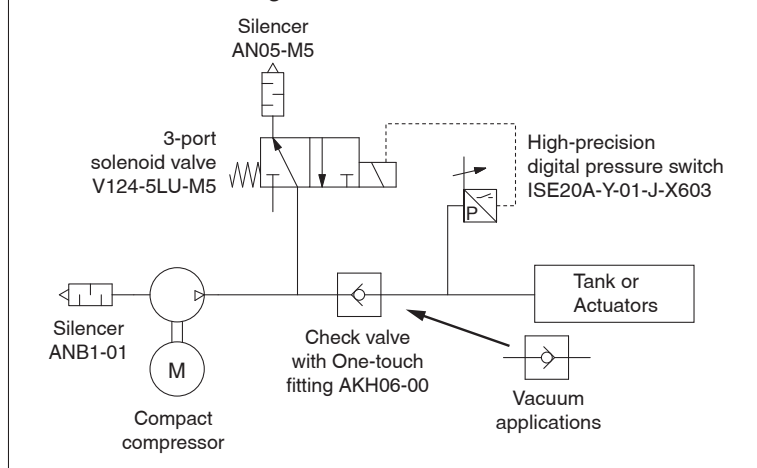 Silencer
AN05-M5
3-port
solenoid valve
V124-5LU-M5
High-precision
digital pressure switch
ISE20A-Y-01-J-X603
P
Tank or
Actuators
Silencer
ANB1-01
M
Compact
compressor
Check valve
with One-touch
fitting AKH06-00
Vacuum
applications